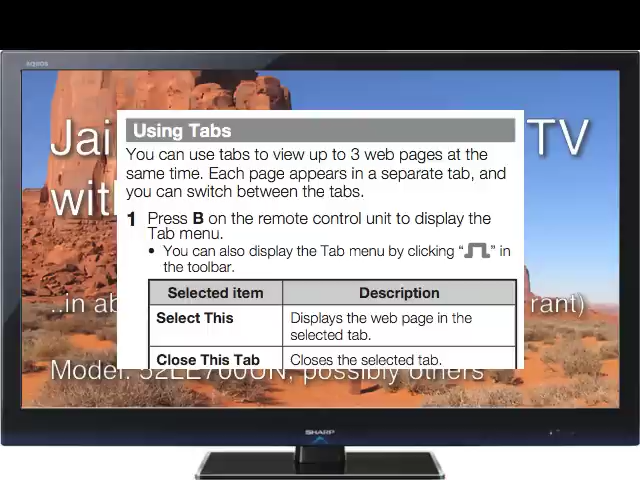 AQUOS
Jai TV
Using Tabs
You can use tabs to view up to 3 web pages at the
same time. Each page appears in a separate tab, and
you can switch between the tabs.
with
1 Press B on the remote control unit to display the
Tab menu.
• You can also display the Tab menu by clicking “ ” in
the toolbar.
Selected item Description
..in ab rant)
Select This Displays the web page in the
selected tab.
Close This Tab Closes the selected tab.
Model: 52LE700UN, possibly others
SHARP